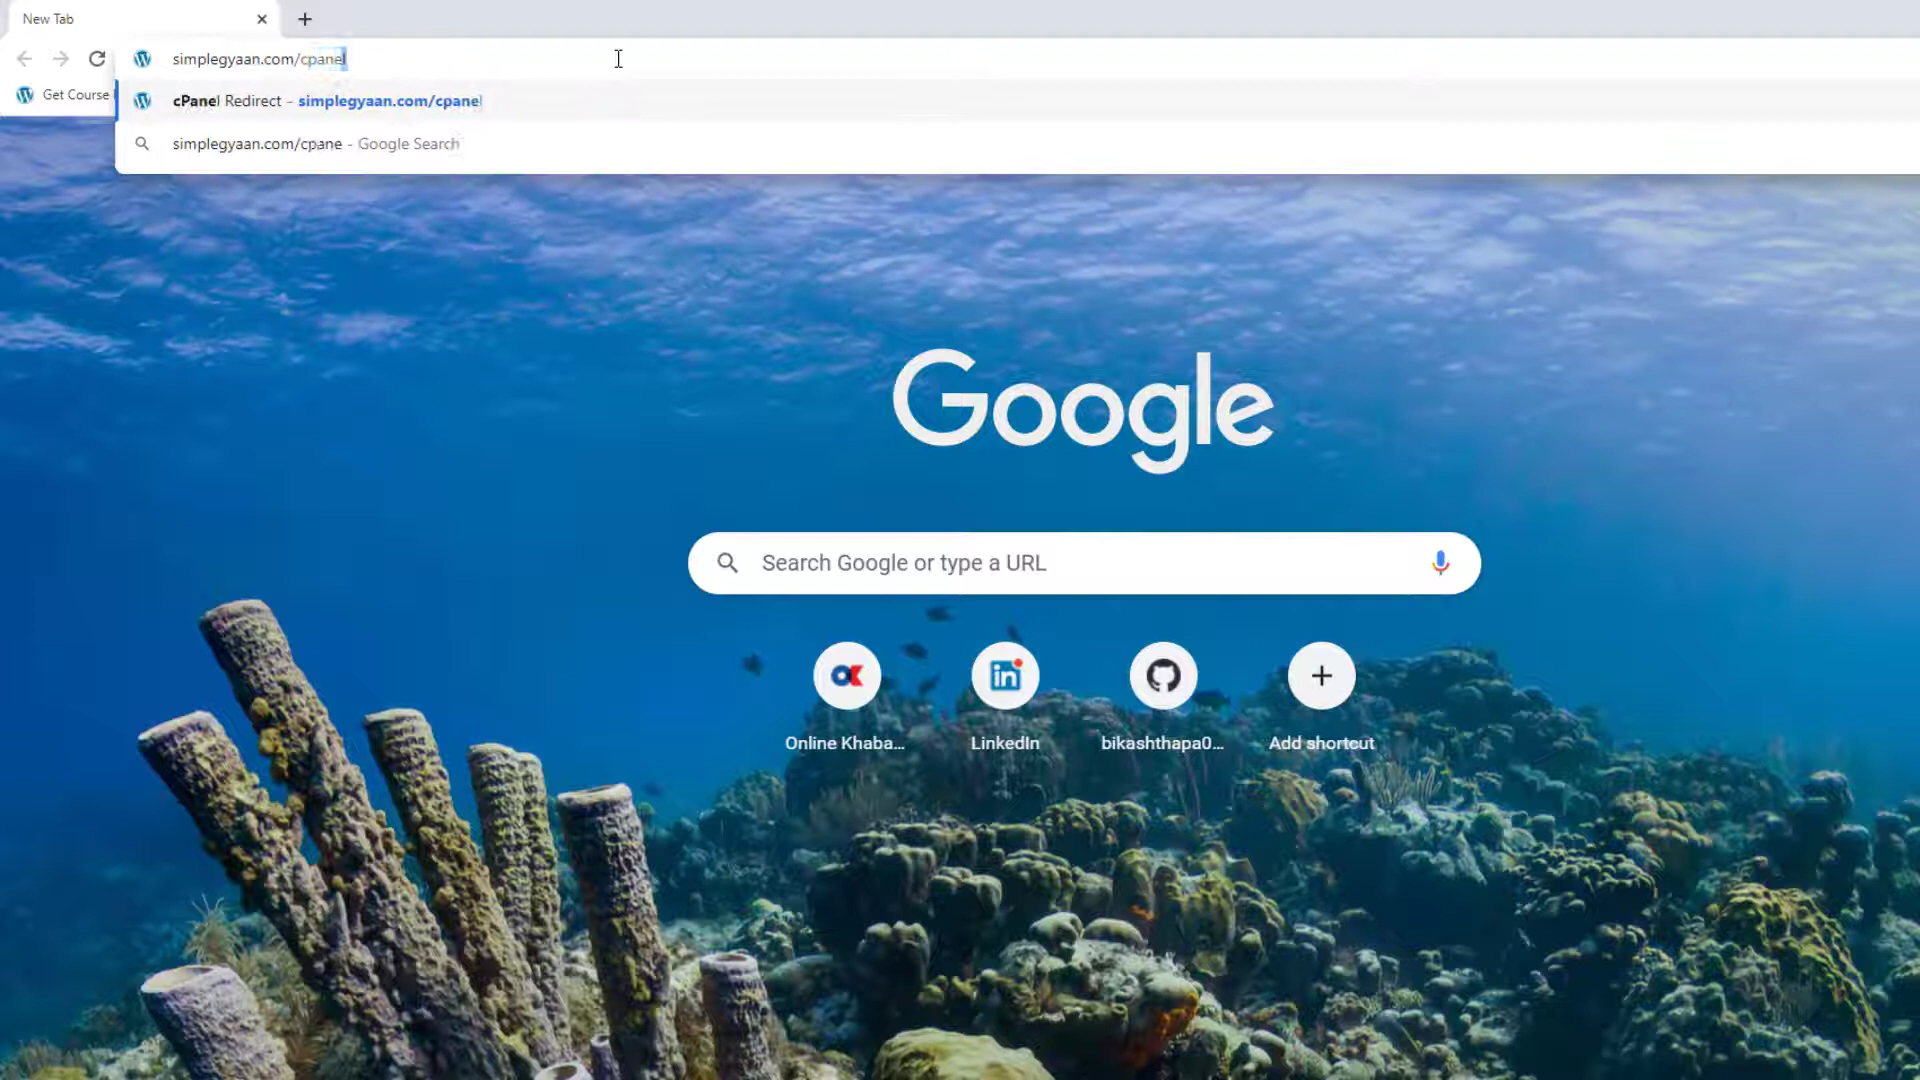 New Tab
simplegyaan.com/cpanel
Get Course
cPanel Redirect - simplegyaan.com/cpanel
simplegyaan.com/cpane - Google Search
Google
Search Google or type a URL
Online Khaba...
LinkedIn
bikashthapa0...
Add shortcut